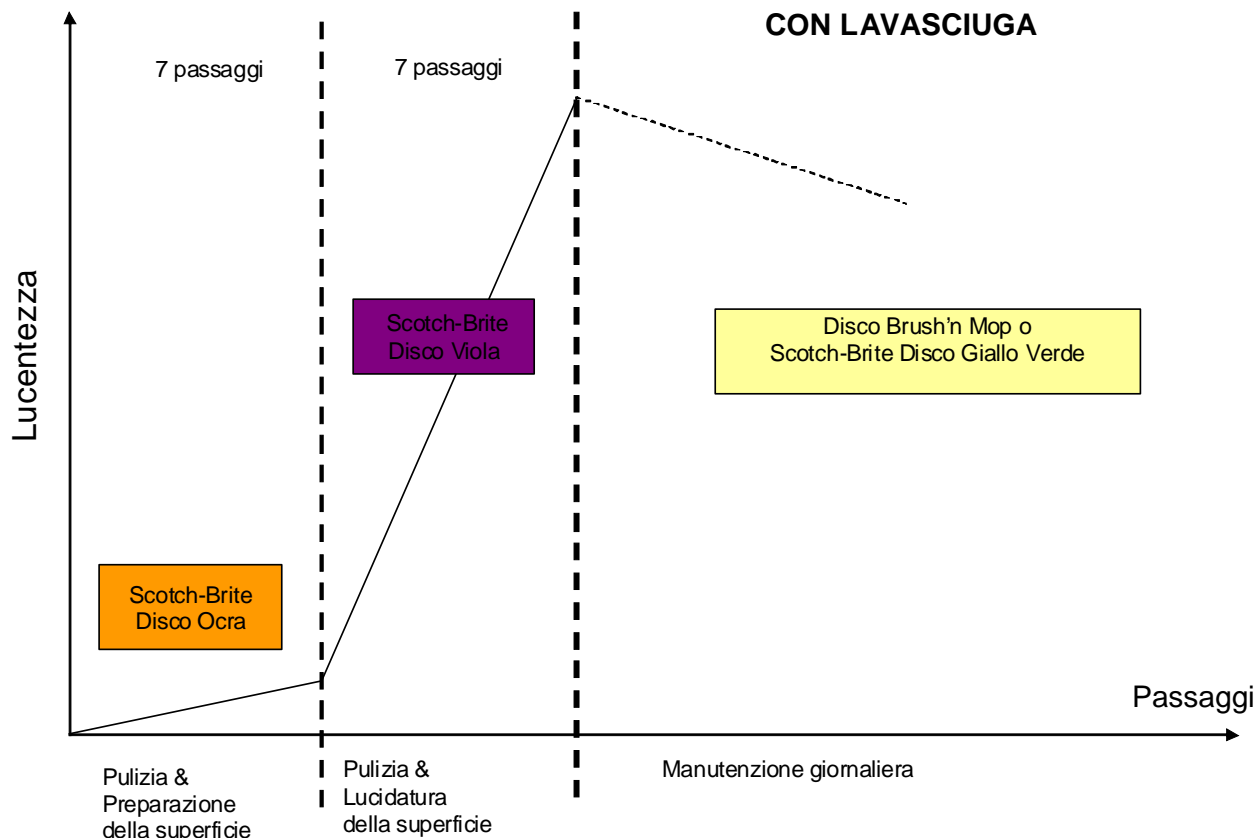 CON LAVASCIUGA
7 passaggi
7 passaggi
Lucentezza
Scotch-Brite
Disco Viola
Disco Brush'n Mop o
Scotch-Brite Disco Giallo Verde
Scotch-Brite
Disco Ocra
Passaggi
Pulizia &
Preparazione
della superficie
Pulizia &
Lucidatura
della superficie
Manutenzione giornaliera